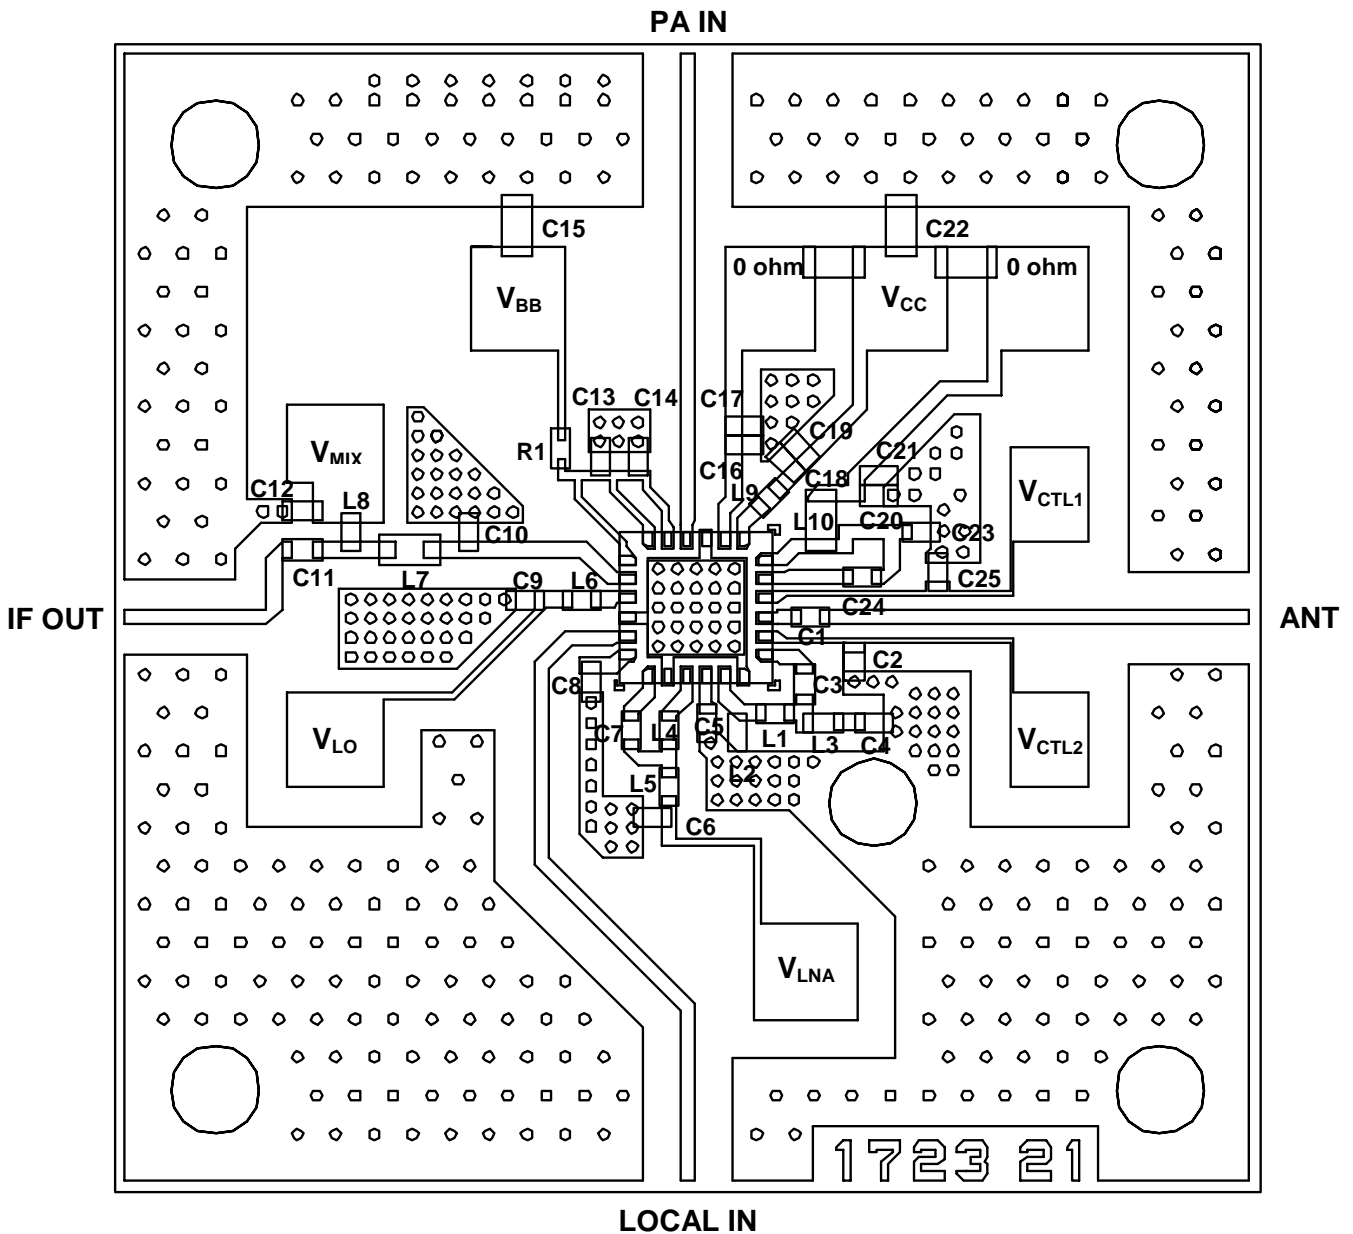 PA IN
C15
C22
0 ohm
0 ohm
VBB
VCC
C13
C14
C17
C19
R1
VMIX
C16
C21
C12
L8
L9
C18
VCTL1
L10
C20
C10
C23
C11
L7
C9
L6
C25
C24
IF OUT
ANT
C1
C8
C3
C2
VLO
C7
L4
C5
L1
L3
C4
VCTL2
L5
L2
C6
VLNA
1723 21
LOCAL IN